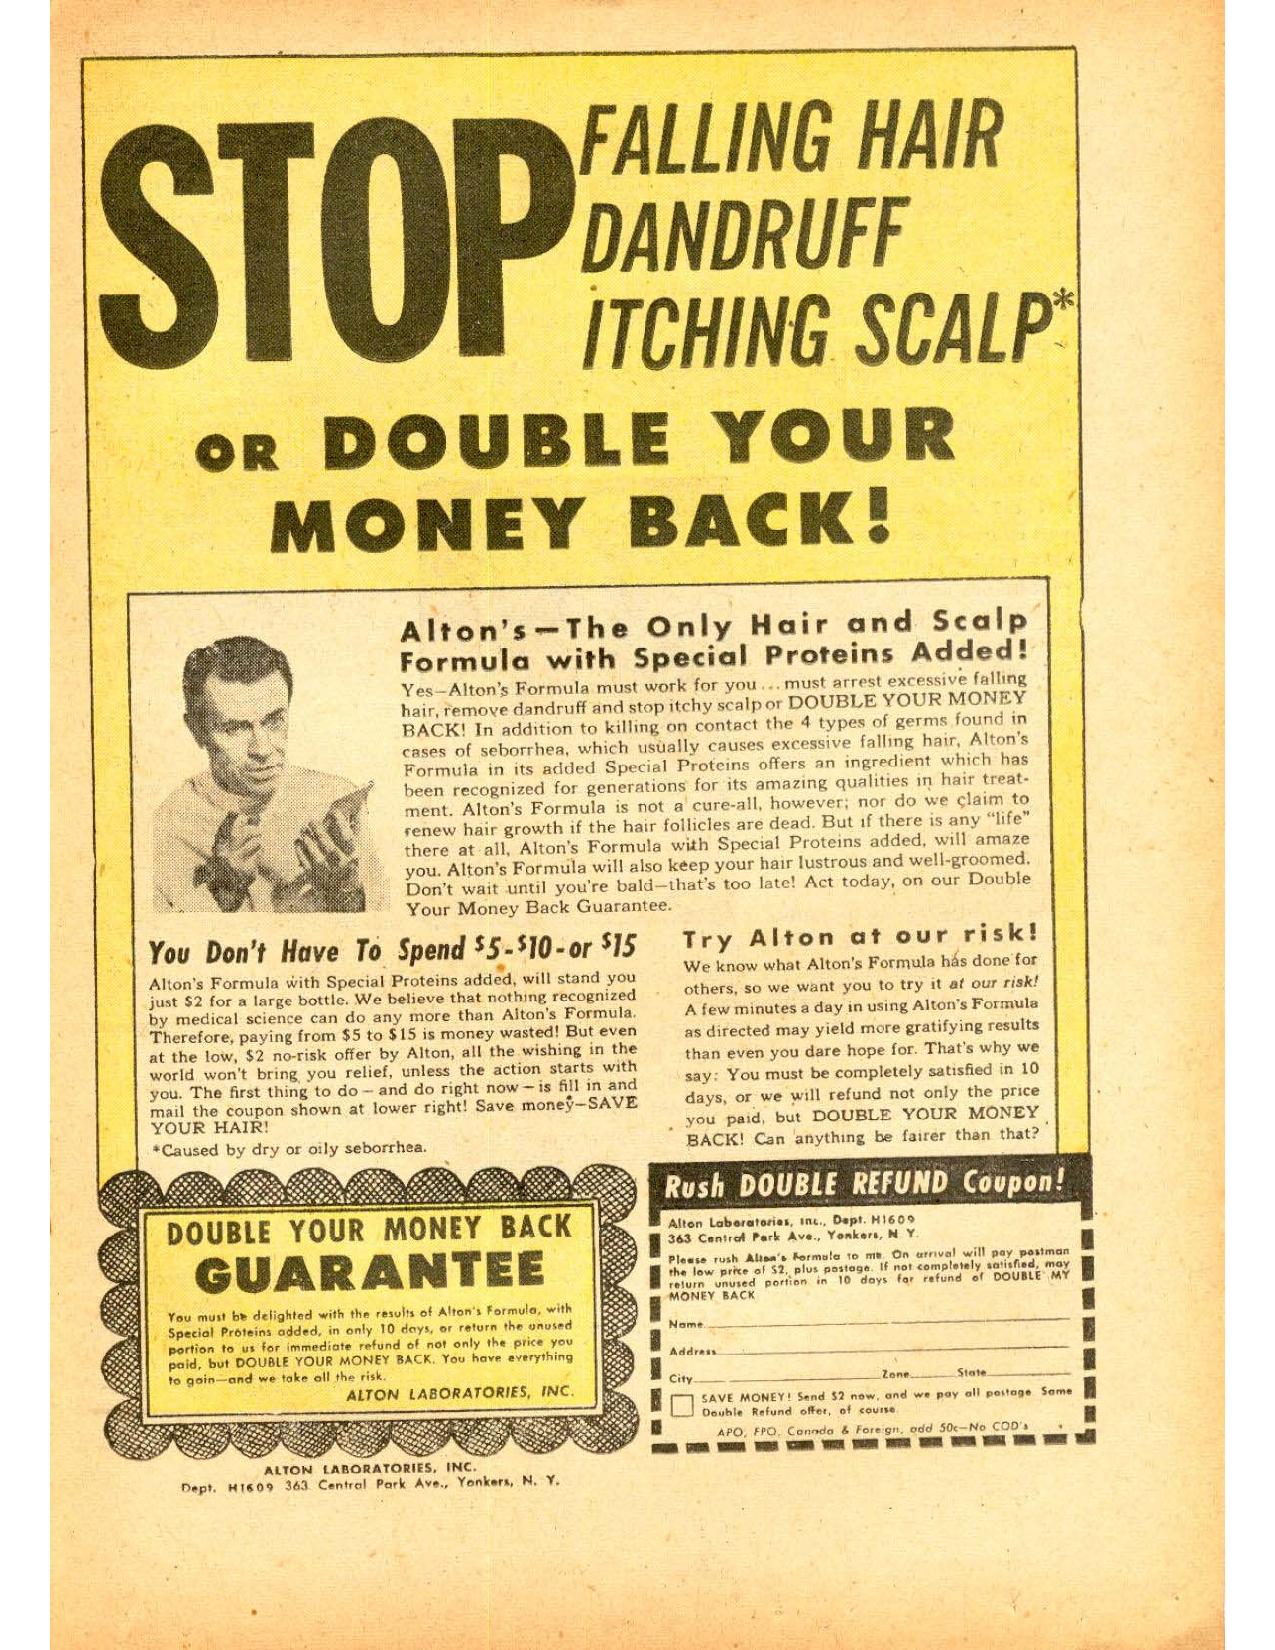 STOP
FALLING HAIR
DANDRUFF
ITCHING SCALP*
OR DOUBLE YOUR
MONEY BACK!
Alton's—The Only Hair and Scalp
Formula with Special Proteins Added!
Yes—Alton's Formula must work for you ... must arrest excessive falling
hair, remove dandruff and stop itchy scalp or DOUBLE YOUR MONEY
BACK! In addition to killing on contact the 4 types of germs found in
cases of seborrhea, which usually causes excessive falling hair, Alton's
Formula in its added Special Proteins offers an ingredient which has
been recognized for generations for its amazing qualities in hair treat-
ment. Alton's Formula is not a cure-all, however; nor do we claim to
renew hair growth if the hair follicles are dead. But if there is any "life"
there at all, Alton's Formula with Special Proteins added, will amaze
you. Alton's Formula will also keep your hair lustrous and well-groomed.
Don't wait until you're bald—that's too late! Act today, on our Double
Your Money Back Guarantee.
You Don't Have To Spend $5-$10-or $15
Alton's Formula with Special Proteins added, will stand you
just $2 for a large bottle. We believe that nothing recognized
by medical science can do any more than Alton's Formula.
Therefore, paying from $5 to $15 is money wasted! But even
at the low, $2 no-risk offer by Alton, all the wishing in the
world won't bring you relief, unless the action starts with
you. The first thing to do — and do right now — is fill in and
mail the coupon shown at lower right! Save money—SAVE
YOUR HAIR!
*Caused by dry or oily seborrhea.
Try Alton at our risk!
We know what Alton's Formula has done for
others, so we want you to try it at our risk!
A few minutes a day in using Alton's Formula
as directed may yield more gratifying results
than even you dare hope for. That's why we
say: You must be completely satisfied in 10
days, or we will refund not only the price
you paid, but DOUBLE YOUR MONEY
BACK! Can anything be fairer than that?
DOUBLE YOUR MONEY BACK
GUARANTEE
You must be delighted with the results of Alton's Formula, with
Special Proteins added, in only 10 days, or return the unused
portion to us for immediate refund of not only the price you
paid, but DOUBLE YOUR MONEY BACK. You have everything
to gain—and we take all the risk.
ALTON LABORATORIES, INC.
ALTON LABORATORIES, INC.
Dept. H1609 363 Central Park Ave., Yonkers, N. Y.
Rush DOUBLE REFUND Coupon!
Alton Laboratories, Inc., Dept. H1609
363 Central Park Ave., Yonkers, N. Y.
Please rush Alton's Formula to me. On arrival will pay postman
the low price of $2, plus postage. If not completely satisfied, may
return unused portion in 10 days for refund of DOUBLE MY
MONEY BACK
Name
Address
City Zone State
SAVE MONEY! Send $2 now, and we pay all postage. Same
Double Refund offer, of course.
APO, FPO, Canada & Foreign, add 50c—No COD's